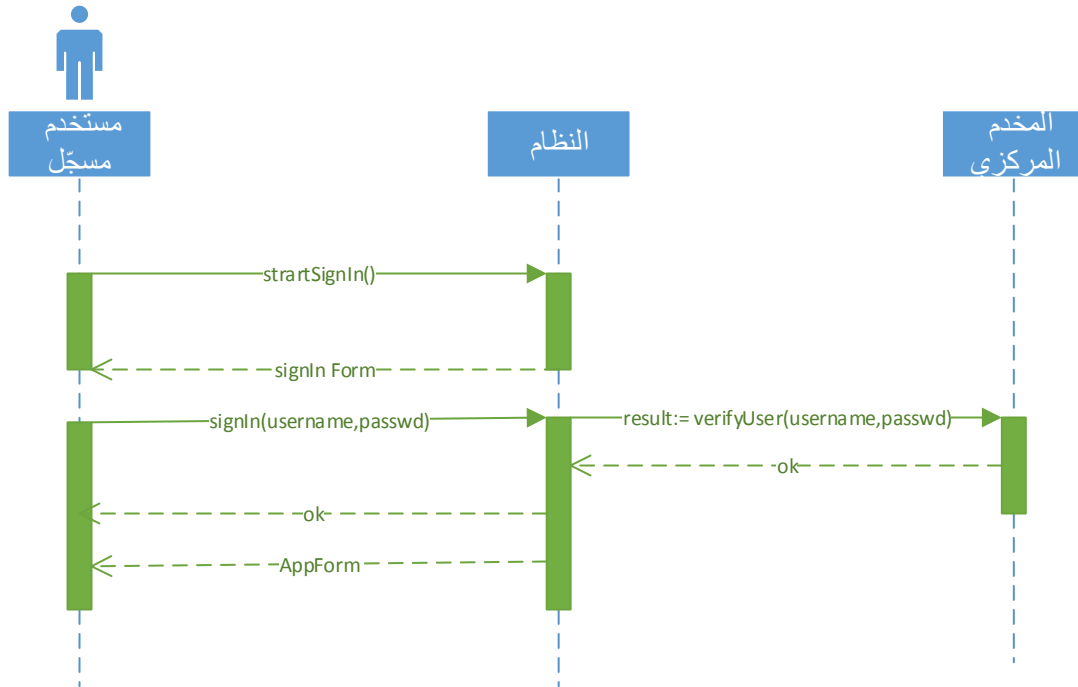 مستخدم
مسجّل
النظام
المخدم
المركزي
strartSignIn()
signIn Form
signIn(username,passwd)
result:= verifyUser(username,passwd)
ok
ok
AppForm